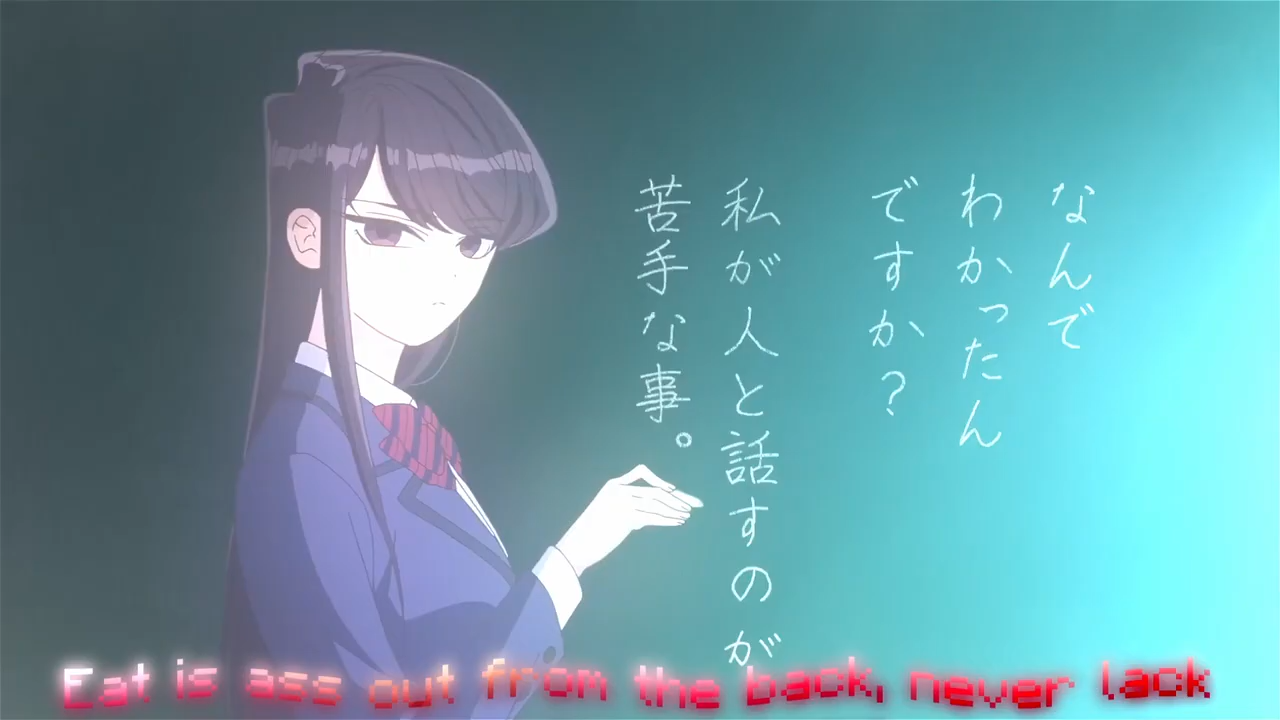 なんで
わかったん
ですか？
私が人と話すのが
苦手な事。
Eat is ass out from the back, never lack